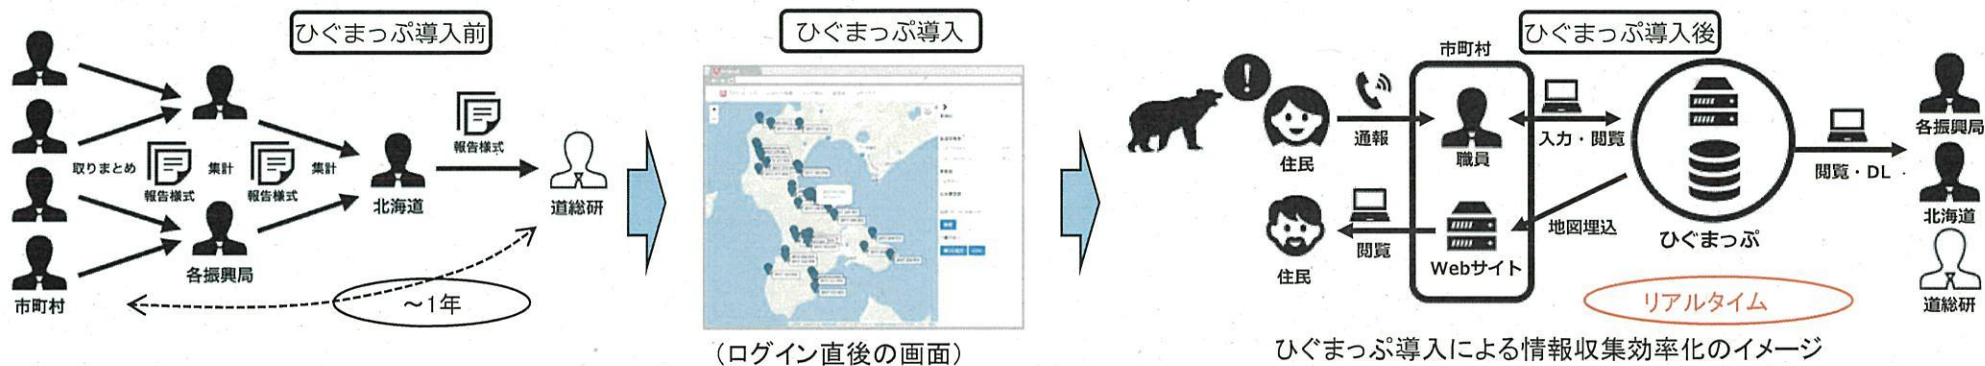 ひぐまっぷ導入前
報告様式
取りまとめ
報告様式
集計
報告様式
集計
北海道
道総研
各振興局
市町村
～1年
ひぐまっぷ導入
(ログイン直後の画面)
ひぐまっぷ導入後
市町村
!
住民
通報
職員
入力・閲覧
ひぐまっぷ
閲覧・DL
各振興局
北海道
道総研
地図埋込
Webサイト
閲覧
住民
リアルタイム
ひぐまっぷ導入による情報収集効率化のイメージ